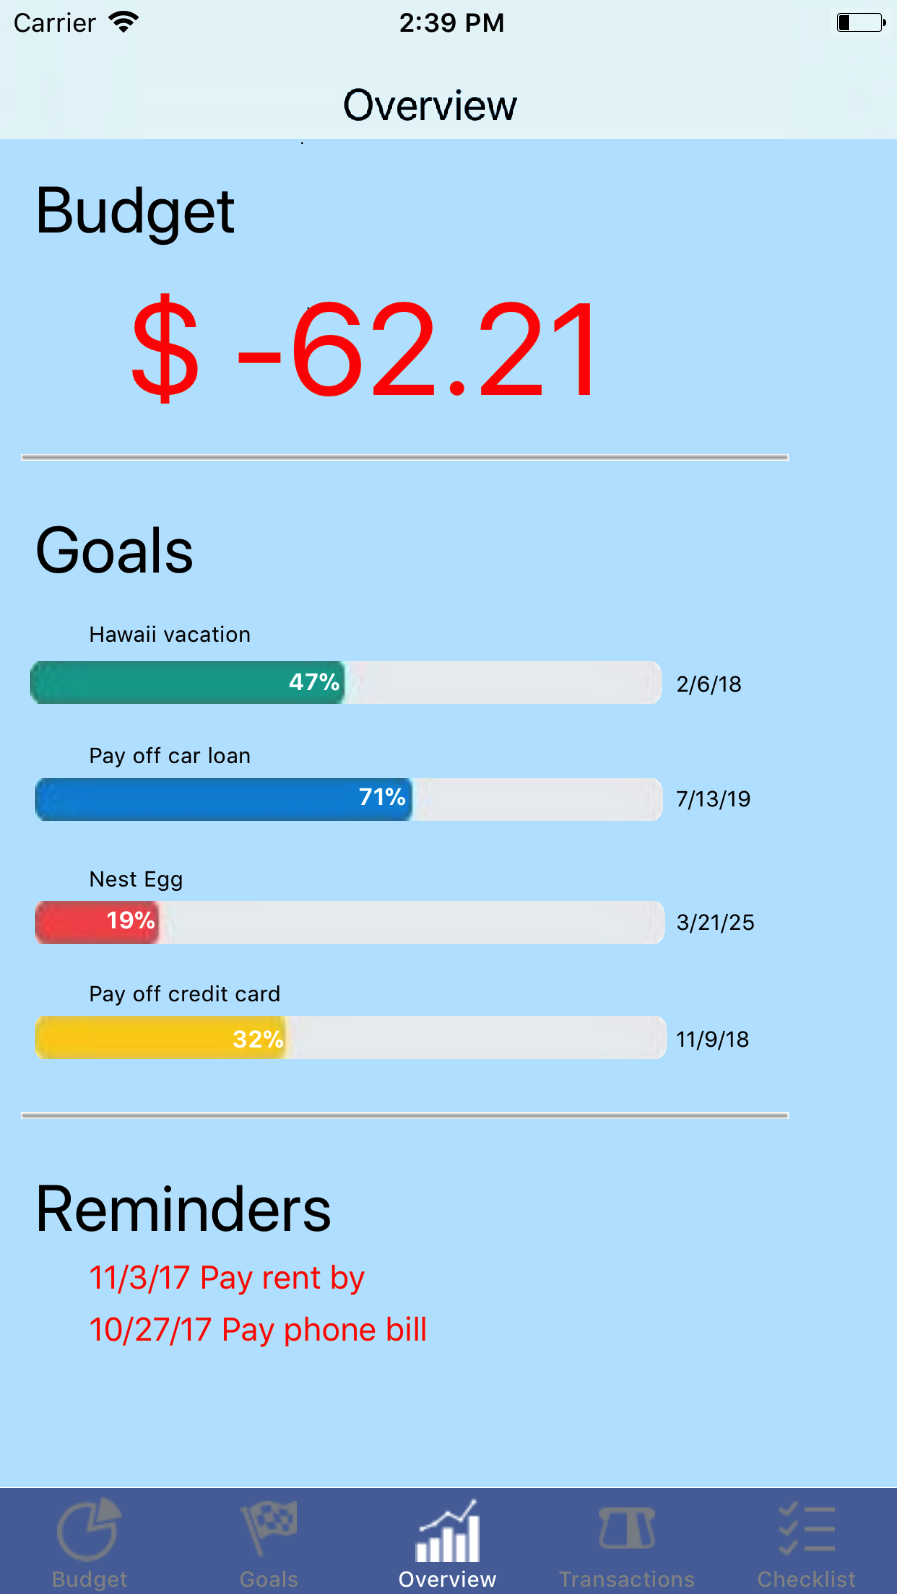 Carrier 2:39 PM
Overview
Budget
$ -62.21
Goals
Hawaii vacation
47% 2/6/18
Pay off car loan
71% 7/13/19
Nest Egg
19% 3/21/25
Pay off credit card
32% 11/9/18
Reminders
11/3/17 Pay rent by
10/27/17 Pay phone bill
Budget Goals Overview Transactions Checklist